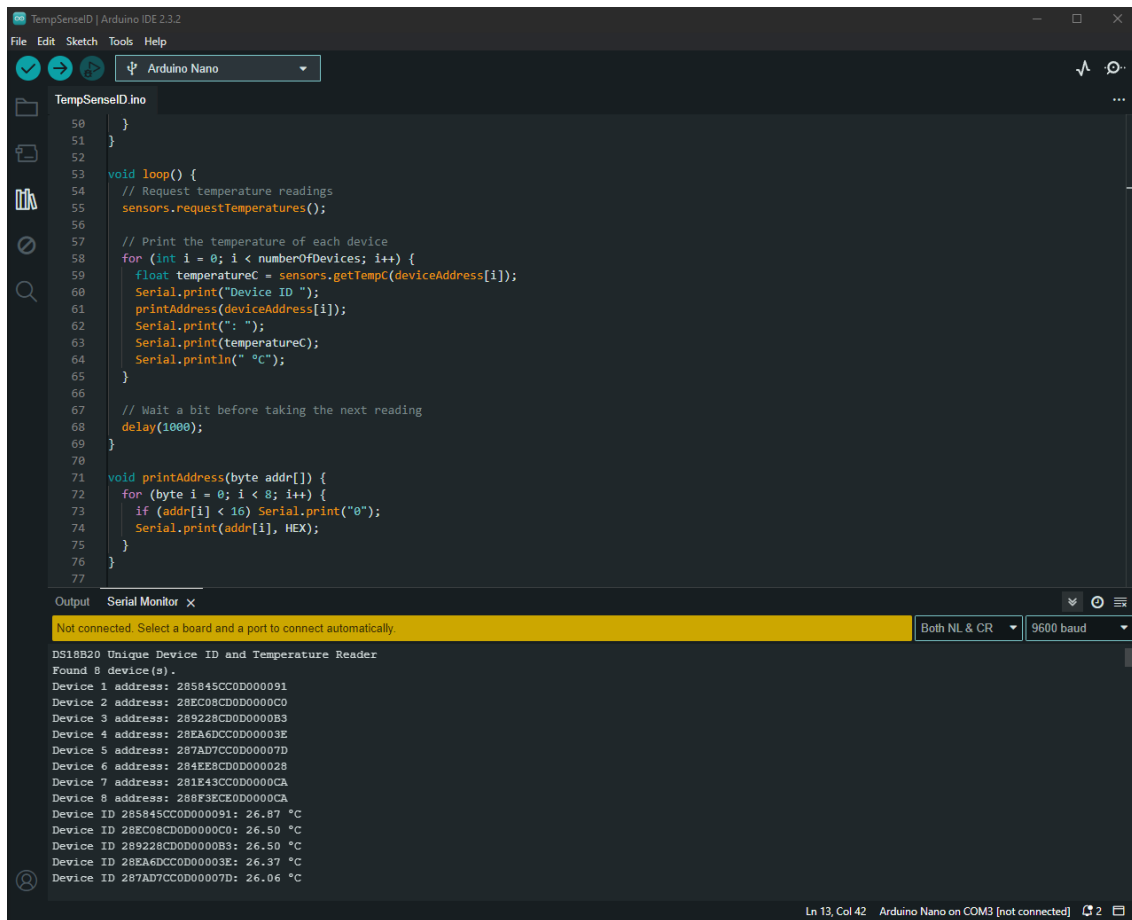 TempSenseID | Arduino IDE 2.3.2
File Edit Sketch Tools Help
Arduino Nano
TempSenseID.ino
50 }
51 }
52
53 void loop() {
54 // Request temperature readings
55 sensors.requestTemperatures();
56
57 // Print the temperature of each device
58 for (int i = 0; i < numberOfDevices; i++) {
59 float temperatureC = sensors.getTempC(deviceAddress[i]);
60 Serial.print("Device ID ");
61 printAddress(deviceAddress[i]);
62 Serial.print(": ");
63 Serial.print(temperatureC);
64 Serial.println(" °C");
65 }
66
67 // Wait a bit before taking the next reading
68 delay(1000);
69 }
70
71 void printAddress(byte addr[]) {
72 for (byte i = 0; i < 8; i++) {
73 if (addr[i] < 16) Serial.print("0");
74 Serial.print(addr[i], HEX);
75 }
76 }
77
Output Serial Monitor
Not connected. Select a board and a port to connect automatically.
Both NL & CR 9600 baud
DS18B20 Unique Device ID and Temperature Reader
Found 8 device(s).
Device 1 address: 285845CC0D000091
Device 2 address: 28EC08CD0D0000C0
Device 3 address: 289228CD0D0000B3
Device 4 address: 28EA6DCC0D00003E
Device 5 address: 287AD7CC0D00007D
Device 6 address: 284EE8CD0D000028
Device 7 address: 281E43CC0D0000CA
Device 8 address: 288F3ECE0D0000CA
Device ID 285845CC0D000091: 26.87 °C
Device ID 28EC08CD0D0000C0: 26.50 °C
Device ID 289228CD0D0000B3: 26.50 °C
Device ID 28EA6DCC0D00003E: 26.37 °C
Device ID 287AD7CC0D00007D: 26.06 °C
Ln 13, Col 42 Arduino Nano on COM3 [not connected] 2